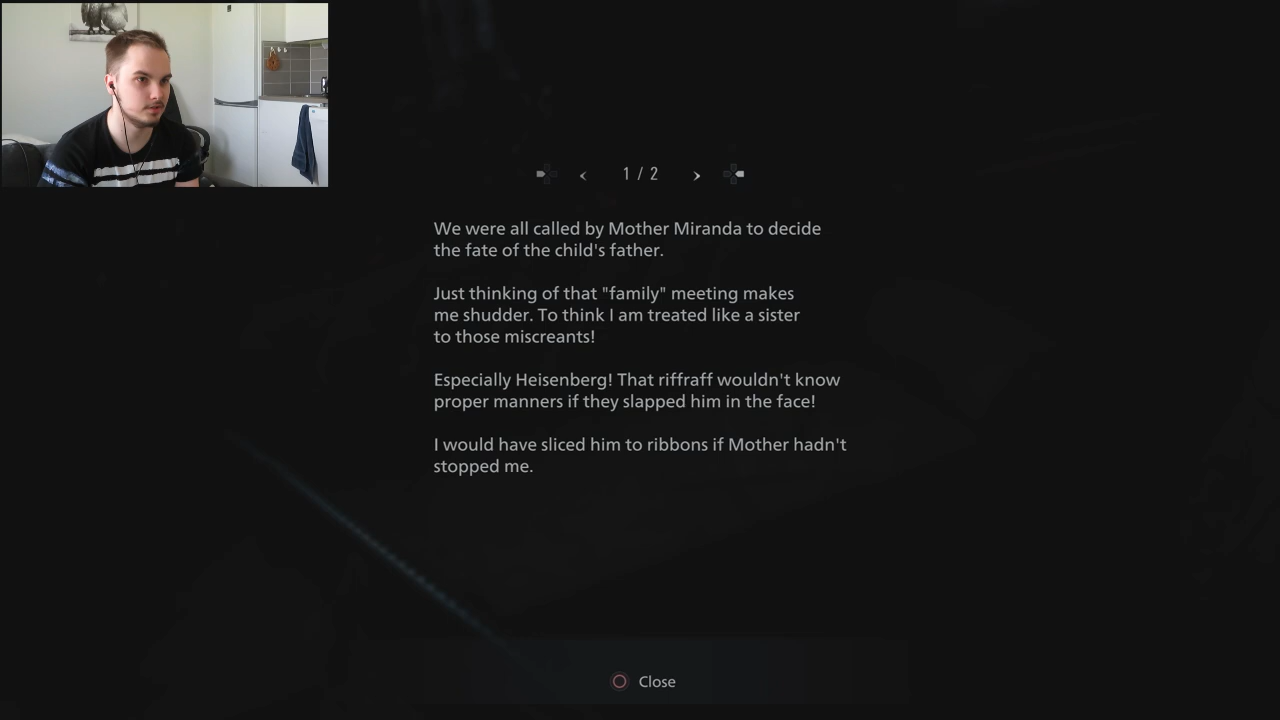 1 / 2
We were all called by Mother Miranda to decide
the fate of the child's father.
Just thinking of that "family" meeting makes
me shudder. To think I am treated like a sister
to those miscreants!
Especially Heisenberg! That riffraff wouldn't know
proper manners if they slapped him in the face!
I would have sliced him to ribbons if Mother hadn't
stopped me.
Close